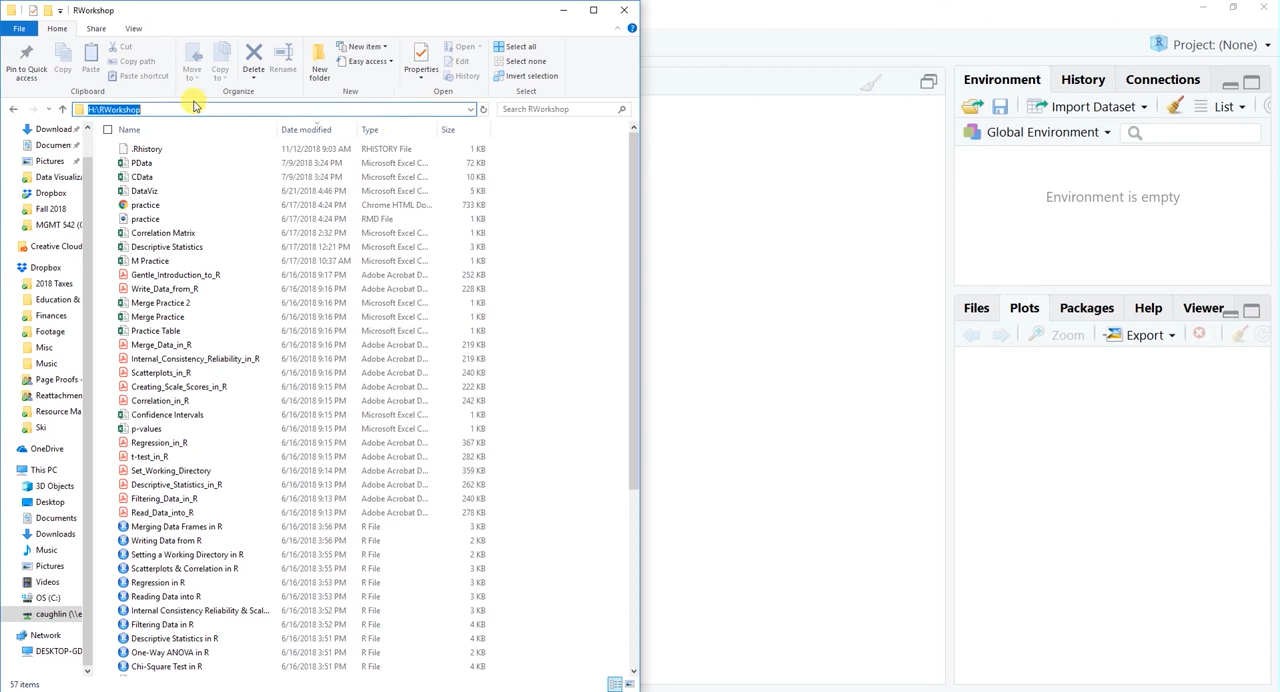 RWorkshop
File Home Share View
Pin to Quick access
Copy
Paste
Cut
Copy path
Paste shortcut
Clipboard
Move to
Copy to
Delete
Rename
Organize
New folder
New item
Easy access
New
Properties
Open
Edit
History
Open
Select all
Select none
Invert selection
Select
H:\RWorkshop
Search RWorkshop
Name Date modified Type Size
.Rhistory 11/12/2018 9:03 AM RHISTORY File 1 KB
PData 7/9/2018 3:24 PM Microsoft Excel C... 72 KB
CData 7/9/2018 3:24 PM Microsoft Excel C... 10 KB
DataViz 6/21/2018 4:46 PM Microsoft Excel C... 5 KB
practice 6/17/2018 4:24 PM Chrome HTML Do... 733 KB
practice 6/17/2018 4:24 PM RMD File 1 KB
Correlation Matrix 6/17/2018 2:32 PM Microsoft Excel C... 1 KB
Descriptive Statistics 6/17/2018 12:21 PM Microsoft Excel C... 3 KB
M Practice 6/17/2018 10:37 AM Microsoft Excel C... 1 KB
Gentle_Introduction_to_R 6/16/2018 9:17 PM Adobe Acrobat D... 252 KB
Write_Data_from_R 6/16/2018 9:16 PM Adobe Acrobat D... 228 KB
Merge Practice 2 6/16/2018 9:16 PM Microsoft Excel C... 1 KB
Merge Practice 6/16/2018 9:16 PM Microsoft Excel C... 1 KB
Practice Table 6/16/2018 9:16 PM Microsoft Excel C... 1 KB
Merge_Data_in_R 6/16/2018 9:16 PM Adobe Acrobat D... 219 KB
Internal_Consistency_Reliability_in_R 6/16/2018 9:16 PM Adobe Acrobat D... 219 KB
Scatterplots_in_R 6/16/2018 9:16 PM Adobe Acrobat D... 240 KB
Creating_Scale_Scores_in_R 6/16/2018 9:15 PM Adobe Acrobat D... 222 KB
Correlation_in_R 6/16/2018 9:15 PM Adobe Acrobat D... 242 KB
Confidence Intervals 6/16/2018 9:15 PM Microsoft Excel C... 1 KB
p-values 6/16/2018 9:15 PM Microsoft Excel C... 1 KB
Regression_in_R 6/16/2018 9:15 PM Adobe Acrobat D... 367 KB
t-test_in_R 6/16/2018 9:15 PM Adobe Acrobat D... 282 KB
Set_Working_Directory 6/16/2018 9:14 PM Adobe Acrobat D... 359 KB
Descriptive_Statistics_in_R 6/16/2018 9:13 PM Adobe Acrobat D... 262 KB
Filtering_Data_in_R 6/16/2018 9:13 PM Adobe Acrobat D... 240 KB
Read_Data_into_R 6/16/2018 9:13 PM Adobe Acrobat D... 278 KB
Merging Data Frames in R 6/16/2018 3:56 PM R File 3 KB
Writing Data from R 6/16/2018 3:56 PM R File 2 KB
Setting a Working Directory in R 6/16/2018 3:55 PM R File 2 KB
Scatterplots & Correlation in R 6/16/2018 3:55 PM R File 3 KB
Regression in R 6/16/2018 3:53 PM R File 3 KB
Reading Data into R 6/16/2018 3:52 PM R File 2 KB
Internal Consistency Reliability & Scal... 6/16/2018 3:52 PM R File 3 KB
Filtering Data in R 6/16/2018 3:52 PM R File 4 KB
Descriptive Statistics in R 6/16/2018 3:51 PM R File 4 KB
One-Way ANOVA in R 6/16/2018 3:51 PM R File 2 KB
Chi-Square Test in R 6/16/2018 3:51 PM R File 4 KB
Download
Documen
Pictures
Data Visualiz
Dropbox
Fall 2018
MGMT 542 (C
Creative Cloud
Dropbox
2018 Taxes
Education &
Finances
Footage
Misc
Music
Page Proofs -
Reattachmen
Resource Ma
Ski
OneDrive
This PC
3D Objects
Desktop
Documents
Downloads
Music
Pictures
Videos
OS (C:)
caughlin (\\e
Network
DESKTOP-GD
57 items
Project: (None)
Environment History Connections
Import Dataset List
Global Environment
Environment is empty
Files Plots Packages Help Viewer
Zoom Export